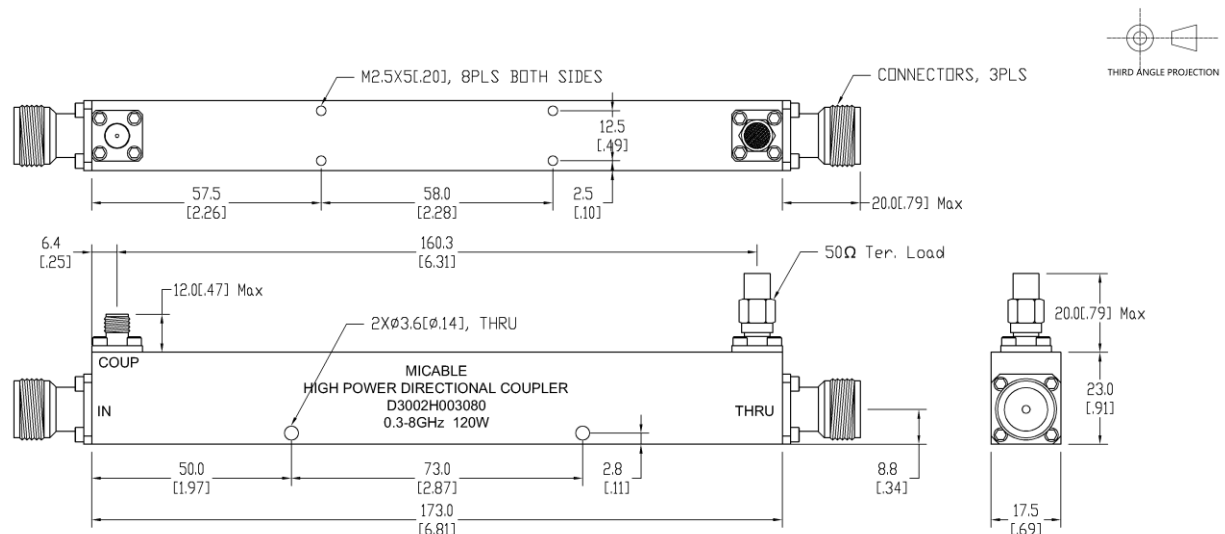 THIRD ANGLE PROJECTION
M2.5X5[.20], 8PLS BOTH SIDES
CONNECTORS, 3PLS
12.5
[.49]
57.5
[2.26]
58.0
[2.28]
2.5
[.10]
20.0[.79] Max
6.4
[.25]
160.3
[6.31]
50Ω Ter. Load
12.0[.47] Max
2XØ3.6[Ø.14], THRU
20.0[.79] Max
COUP
MICABLE
HIGH POWER DIRECTIONAL COUPLER
IN
D3002H003080
THRU
0.3-8GHz 120W
23.0
[.91]
50.0
[1.97]
73.0
[2.87]
2.8
[.11]
8.8
[.34]
173.0
[6.81]
17.5
[.69]